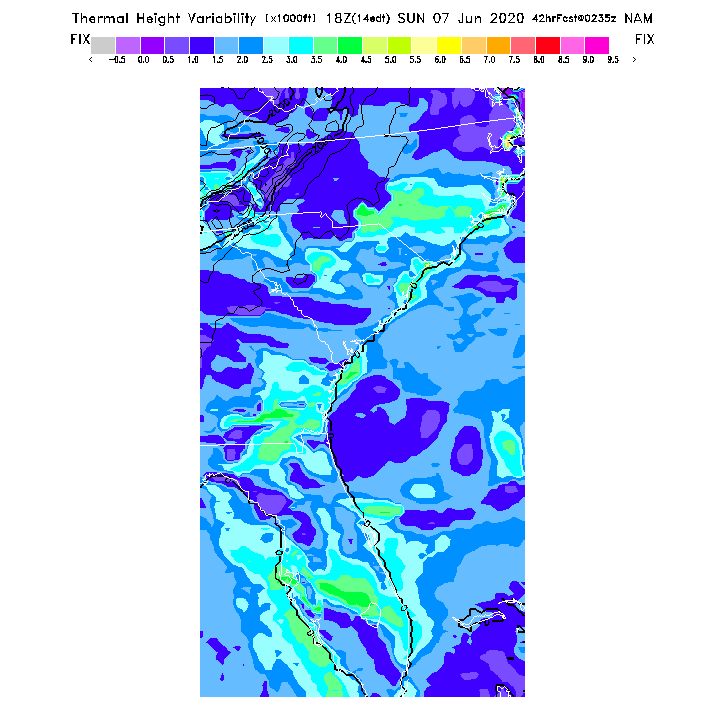 Thermal Height Variability [x1000ft] 18Z(14edt) SUN 07 Jun 2020 42hrFcst@0235z NAM
FIX FIX
< -0.5 0.0 0.5 1.0 1.5 2.0 2.5 3.0 3.5 4.0 4.5 5.0 5.5 6.0 6.5 7.0 7.5 8.0 8.5 9.0 9.5 >